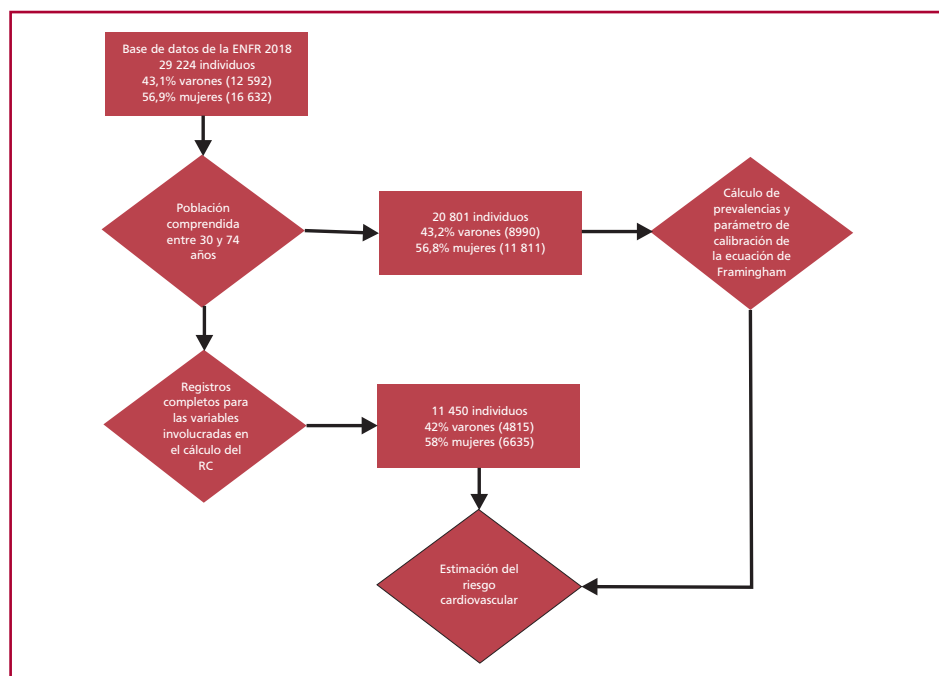 Base de datos de la ENFR 2018
29 224 individuos
43,1% varones (12 592)
56,9% mujeres (16 632)
Población
comprendida
entre 30 y 74
años
20 801 individuos
43,2% varones (8990)
56,8% mujeres (11 811)
Cálculo de
prevalencias y
parámetro de
calibración de
la ecuación de
Framingham
Registros
completos para
las variables
involucradas en
el cálculo del
RC
11 450 individuos
42% varones (4815)
58% mujeres (6635)
Estimación del
riesgo
cardiovascular